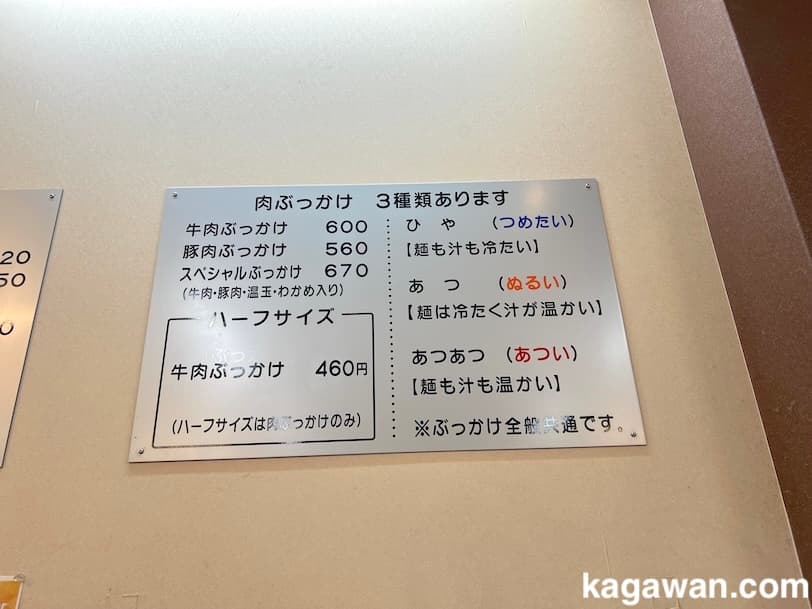 肉ぶっかけ 3種類あります
牛肉ぶっかけ 600
豚肉ぶっかけ 560
スペシャルぶっかけ 670
(牛肉・豚肉・温玉・わかめ入り)
ハーフサイズ
牛肉ぶっかけ 460円
(ハーフサイズは肉ぶっかけのみ)
ひや (つめたい)
【麺も汁も冷たい】
あつ (ぬるい)
【麺は冷たく汁が温かい】
あつあつ (あつい)
【麺も汁も温かい】
※ぶっかけ全般共通です。
20
50
0
kagawan.com